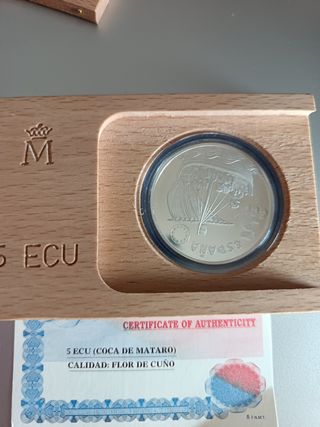 M
5 ECU
ESPAÑA
CERTIFICATE OF AUTHENTICITY
5 ECU (COCA DE MATARO)
CALIDAD: FLOR DE CUÑO